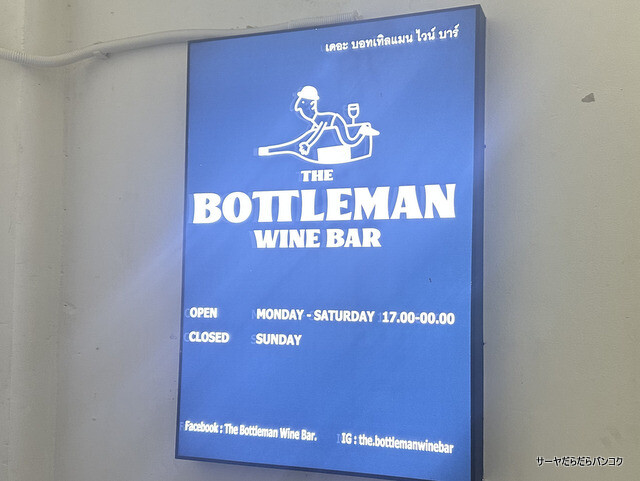 เดอะ บอทเทิลแมน ไวน์ บาร์
THE
BOTTLEMAN
WINE BAR
OPEN MONDAY - SATURDAY 17.00-00.00
CLOSED SUNDAY
Facebook : The Bottleman Wine Bar. IG : the.bottlemanwinebar
サーヤだらだらバンコク